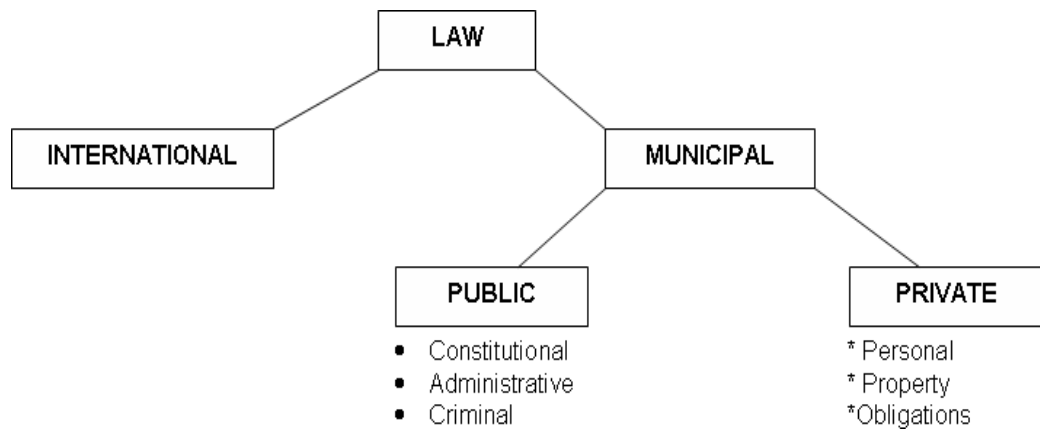 LAW
INTERNATIONAL
MUNICIPAL
PUBLIC
• Constitutional
• Administrative
• Criminal
PRIVATE
* Personal
* Property
*Obligations